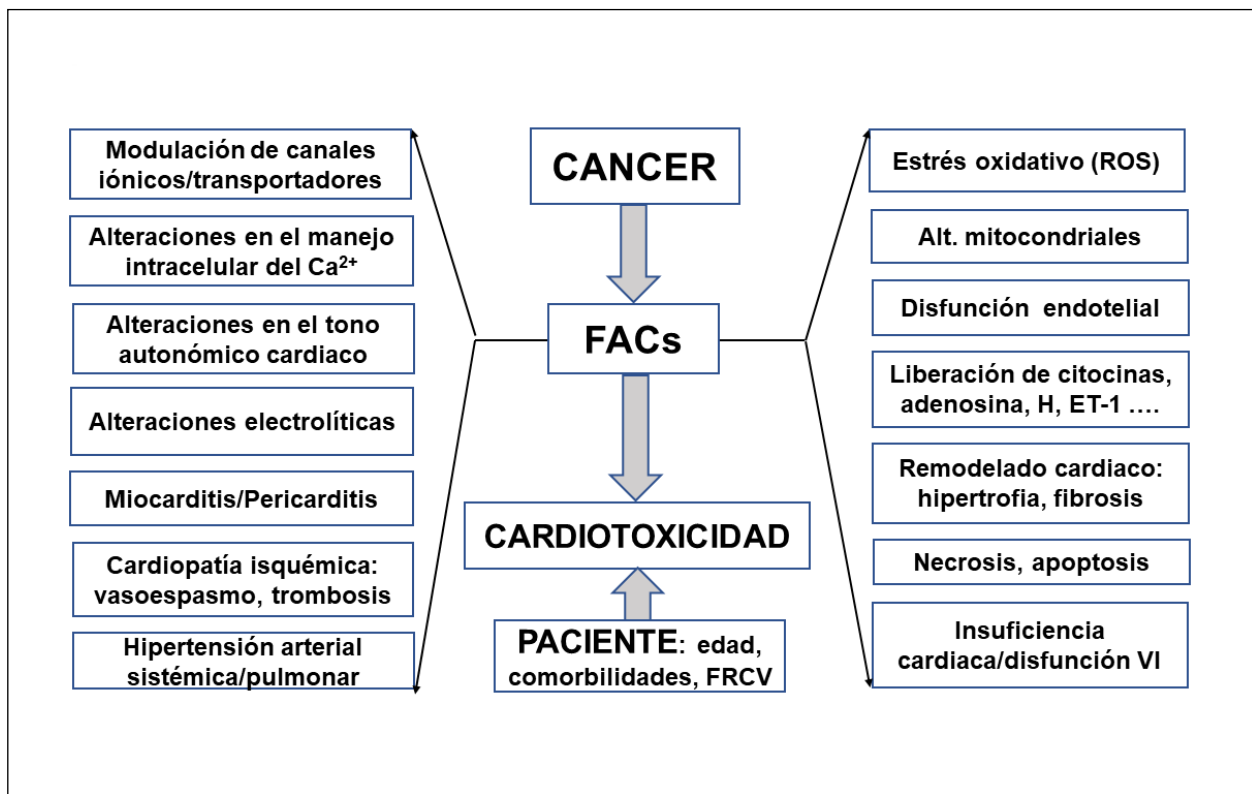 Modulación de canales
iónicos/transportadores
Alteraciones en el manejo
intracelular del Ca²⁺
Alteraciones en el tono
autonómico cardiaco
Alteraciones electrolíticas
Miocarditis/Pericarditis
Cardiopatía isquémica:
vasoespasmo, trombosis
Hipertensión arterial
sistémica/pulmonar
CANCER
FACs
CARDIOTOXICIDAD
PACIENTE: edad,
comorbilidades, FRCV
Estrés oxidativo (ROS)
Alt. mitocondriales
Disfunción endotelial
Liberación de citocinas,
adenosina, H, ET-1 ....
Remodelado cardiaco:
hipertrofia, fibrosis
Necrosis, apoptosis
Insuficiencia
cardiaca/disfunción VI